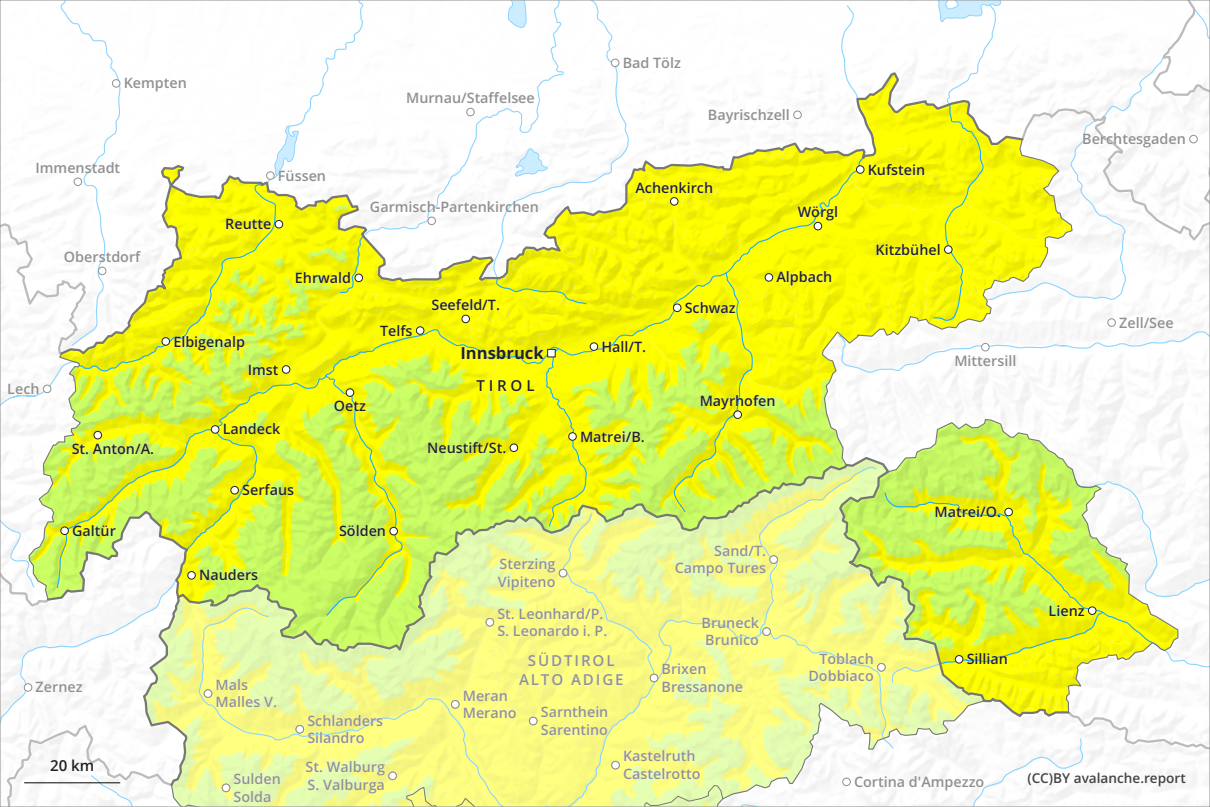 Kempten
Bad Tölz
Murnau/Staffelsee
Bayrischzell
Berchtesgaden
Immenstadt
Füssen
Kufstein
Achenkirch
Garmisch-Partenkirchen
Wörgl
Reutte
Kitzbühel
Oberstdorf
Ehrwald
Alpbach
Seefeld/T.
Schwaz
Zell/See
Telfs
Elbigenalp
Innsbruck
Hall/T.
Mittersill
Imst
TIROL
Lech
Oetz
Mayrhofen
Landeck
Matrei/B.
St. Anton/A.
Neustift/St.
Serfaus
Matrei/O.
Galtür
Sölden
Sand/T.
Campo Tures
Sterzing
Vipiteno
Nauders
Lienz
St. Leonhard/P.
S. Leonardo i. P.
Bruneck
Brunico
Sillian
SÜDTIROL
ALTO ADIGE
Toblach
Dobbiaco
Brixen
Bressanone
Zernez
Mals
Malles V.
Meran
Merano
Sarnthein
Sarentino
Schlanders
Silandro
Kastelruth
Castelrotto
St. Walburg
S. Valburga
20 km
Sulden
Solda
Cortina d'Ampezzo
(CC)BY avalanche.report